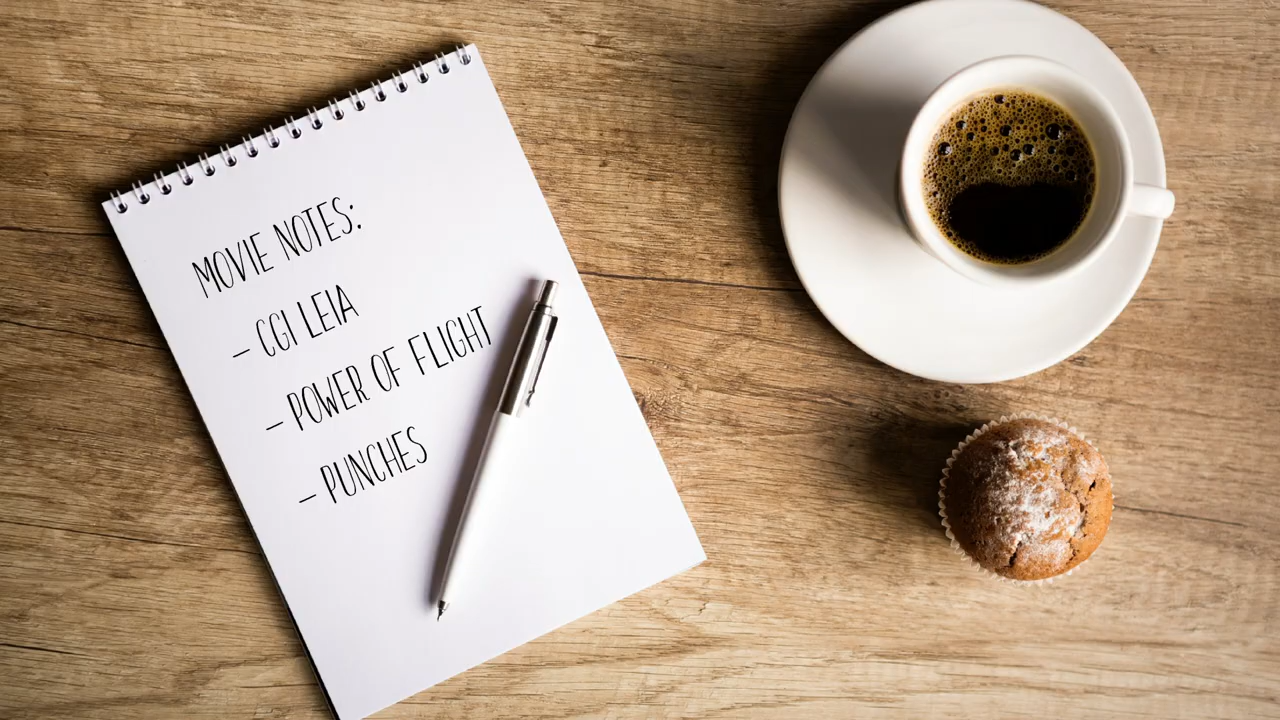 MOVIE NOTES:
– CGI LEIA
– POWER OF FLIGHT
– PUNCHES